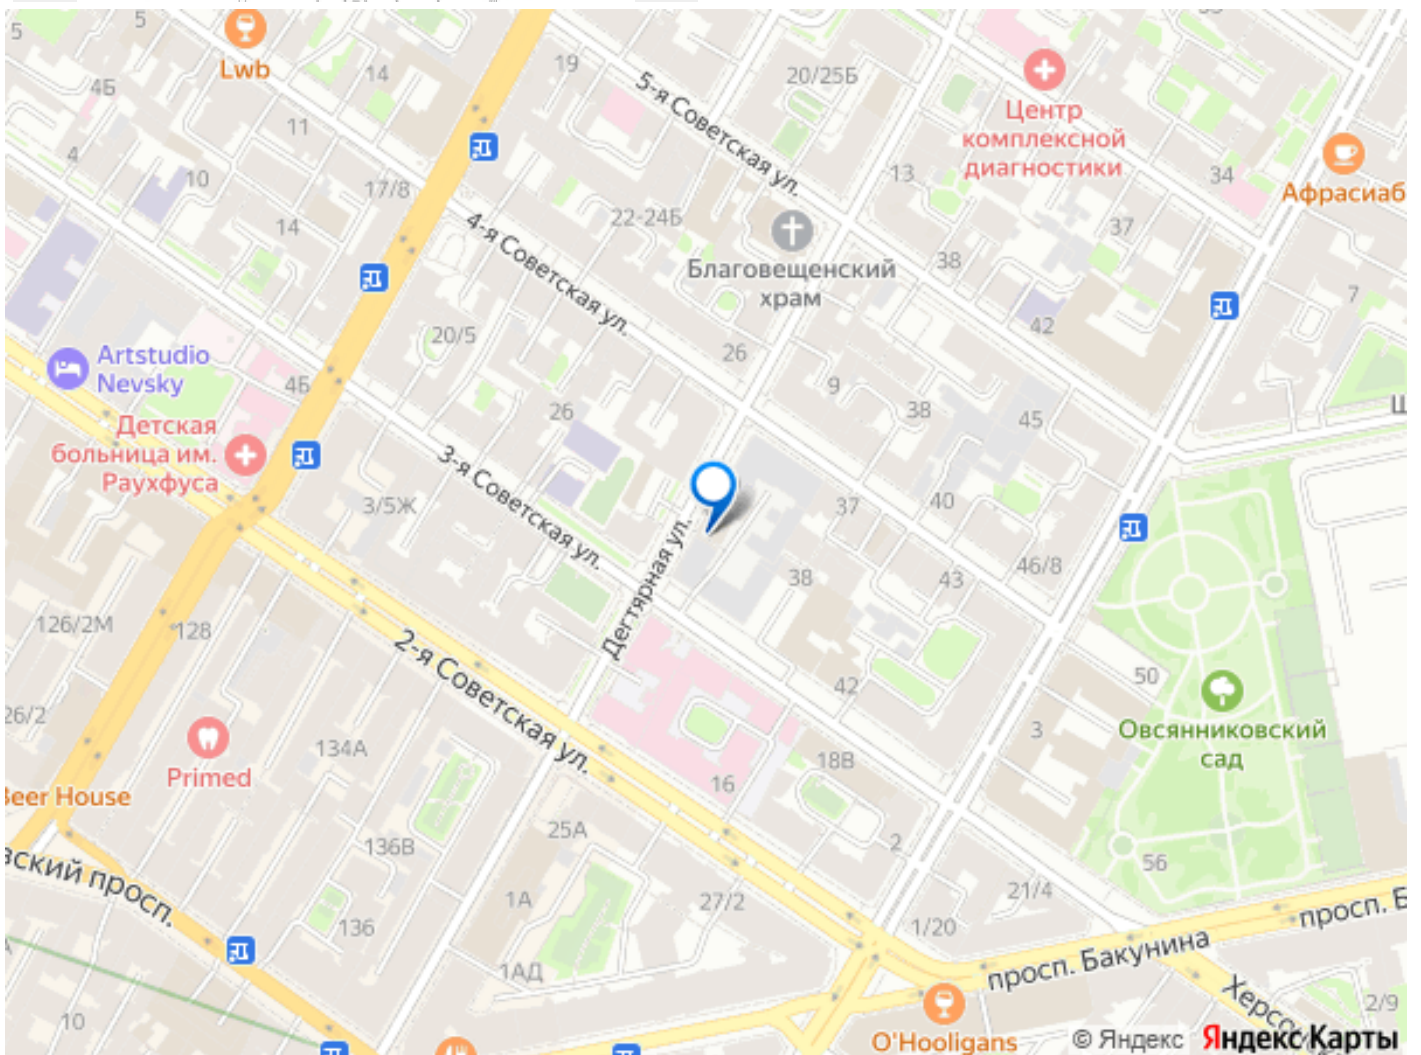 5
5
Lwb
14
19
20/25Б
Центр
комплексной
диагностики
4Б
11
5-я Советская ул.
Афрасиаб
4
10
17/8
13
34
14
22-24Б
37
4-я Советская ул.
Благовещенский
храм
38
7
20/5
42
26
Artstudio
Nevsky
4Б
9
38
45
26
Детская
больница им.
Раухфуса
3-я Советская ул.
3/5Ж
37
40
Дегтярная ул.
38
43
46/8
126/2М
128
2-я Советская ул.
42
50
26/2
3
Овсянниковский
сад
134А
Primed
18В
16
Beer House
25А
136В
2
56
1А
27/2
21/4
136
1/20
просп. Б
просп. Бакунина
1АД
10
O'Hooligans
2/9
© Яндекс
Яндекс Карты